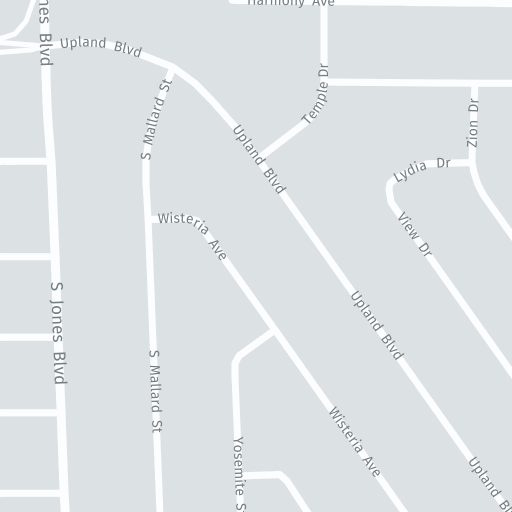 Harmony Ave
nes Blvd
Upland Blvd
Temple Dr
S Mallard St
Zion Dr
Upland Blvd
Lydia Dr
Wisteria Ave
View Dr
S Jones Blvd
Upland Blvd
S Mallard St
Wisteria Ave
Yosemite S
Upland Bl